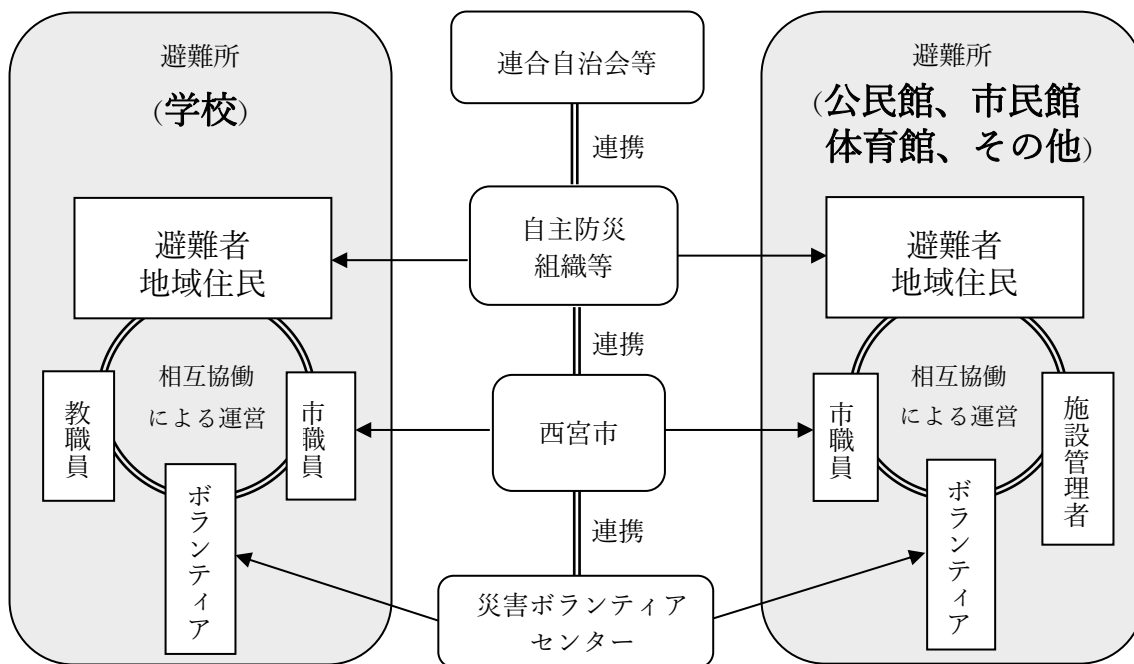 避難所
(学校)
避難者
地域住民
相互協働
による運営
教職員
市職員
ボランティア
連合自治会等
連携
自主防災
組織等
連携
西宮市
連携
災害ボランティア
センター
避難所
(公民館、市民館
体育館、その他)
避難者
地域住民
相互協働
による運営
市職員
施設管理者
ボランティア